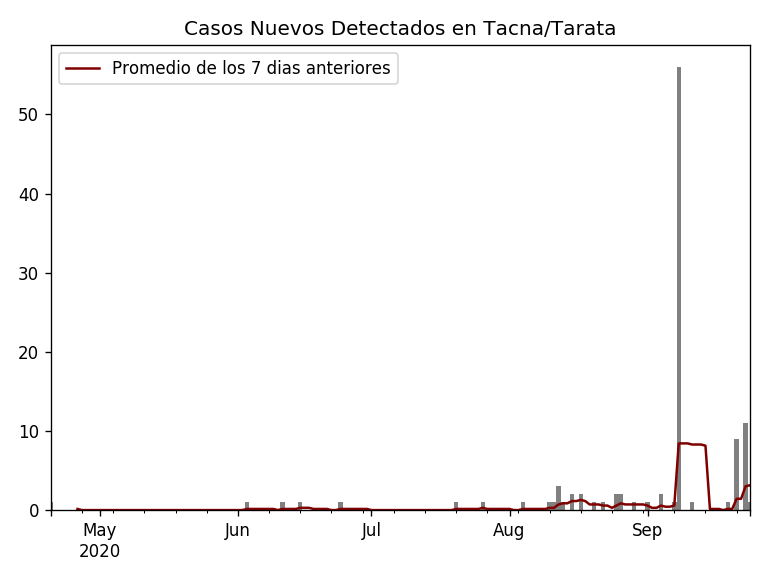 Casos Nuevos Detectados en Tacna/Tarata
Promedio de los 7 dias anteriores
50
40
30
20
10
0
May Jun Jul Aug Sep
2020